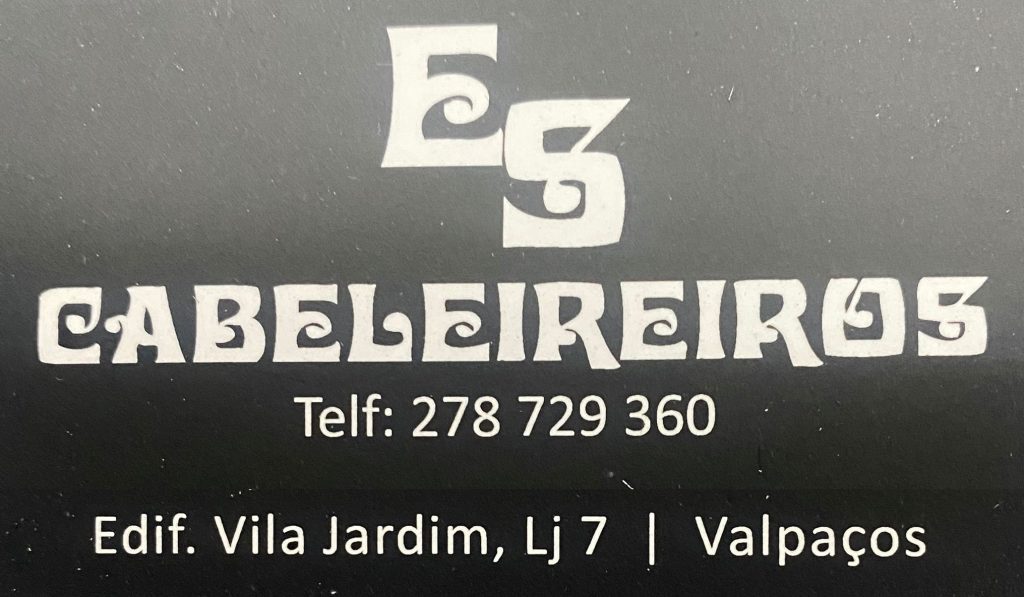 ES
CABELEIREIROS
Telf: 278 729 360
Edif. Vila Jardim, Lj 7 | Valpaços